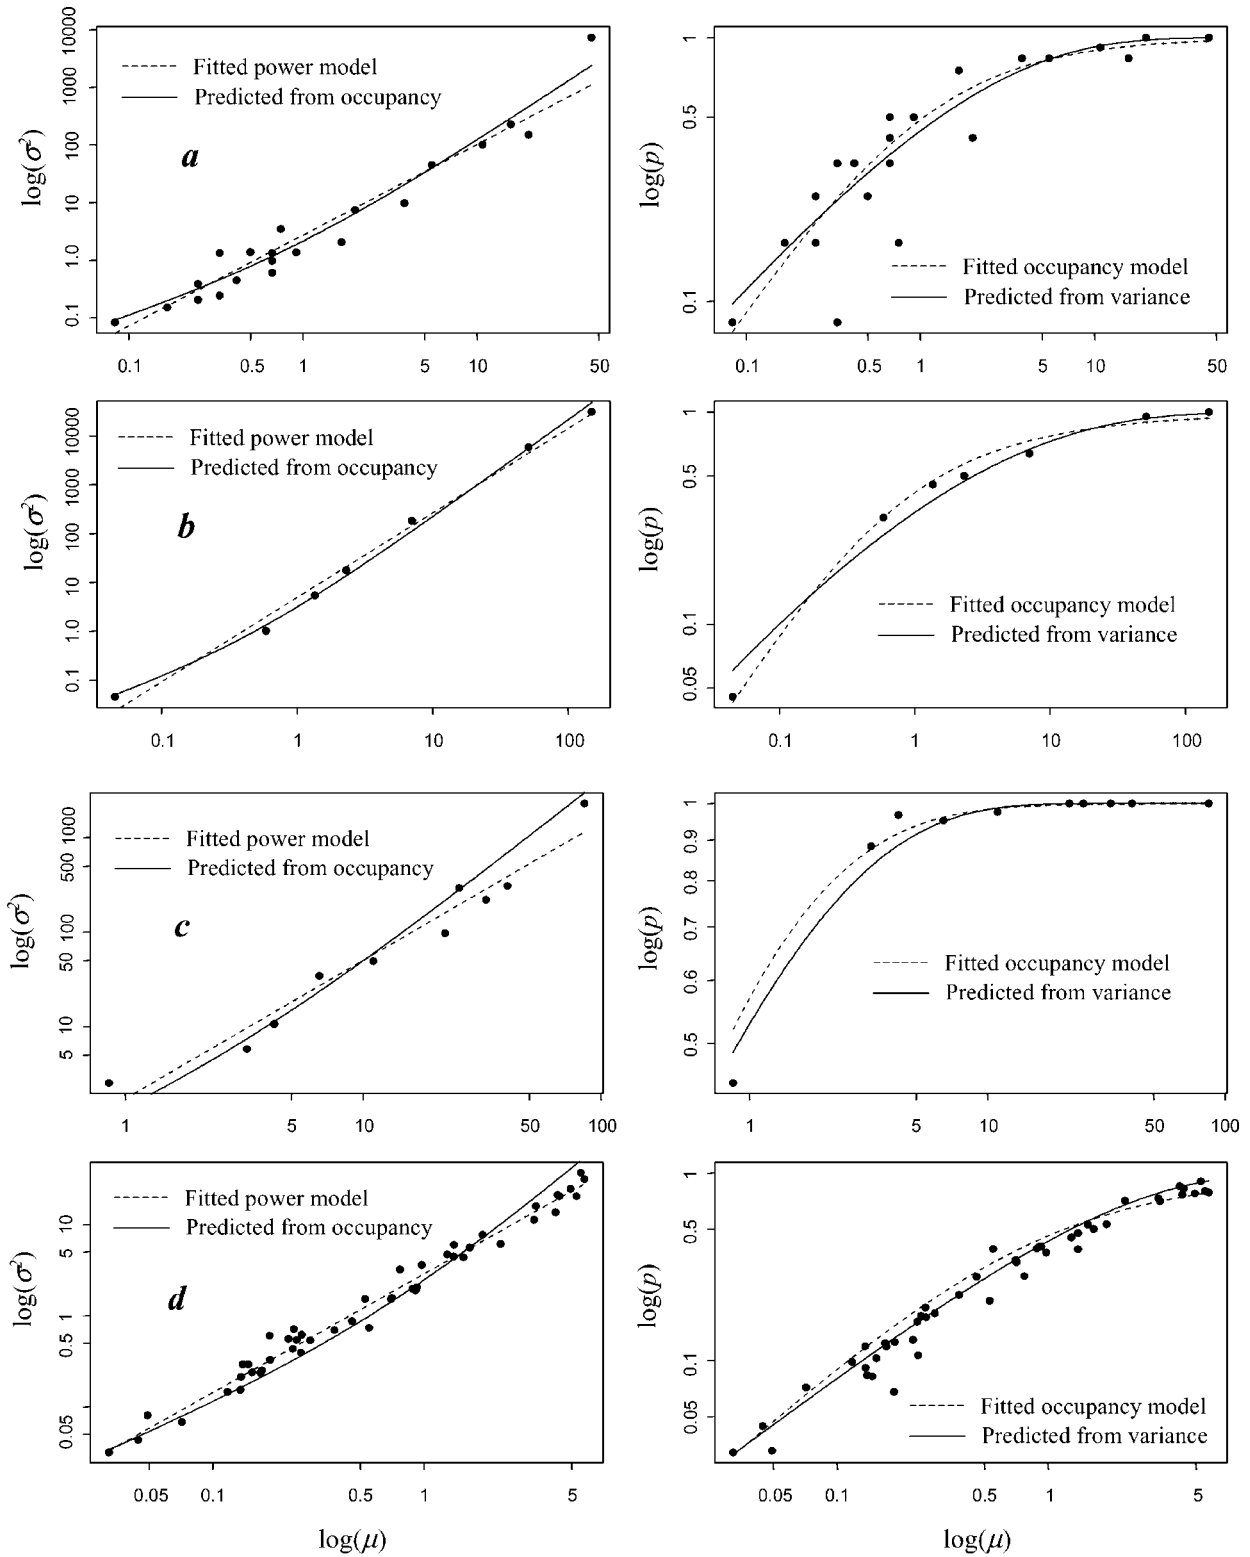 10000
1000
100
10
1.0
0.1
log(σ²)
Fitted power model
Predicted from occupancy
a
0.1 0.5 1 5 10 50
1
0.5
0.1
log(p)
Fitted occupancy model
Predicted from variance
0.1 0.5 1 5 10 50
10000
1000
100
10
1.0
0.1
log(σ²)
Fitted power model
Predicted from occupancy
b
0.1 1 10 100
1
0.5
0.1
0.05
log(p)
Fitted occupancy model
Predicted from variance
0.1 1 10 100
1000
500
100
50
10
5
log(σ²)
Fitted power model
Predicted from occupancy
c
1 5 10 50 100
1
0.9
0.8
0.7
0.6
0.5
log(p)
Fitted occupancy model
Predicted from variance
1 5 10 50 100
10
5
1
0.5
0.05
log(σ²)
Fitted power model
Predicted from occupancy
d
0.05 0.1 0.5 1 5
log(μ)
1
0.5
0.1
0.05
log(p)
Fitted occupancy model
Predicted from variance
0.05 0.1 0.5 1 5
log(μ)